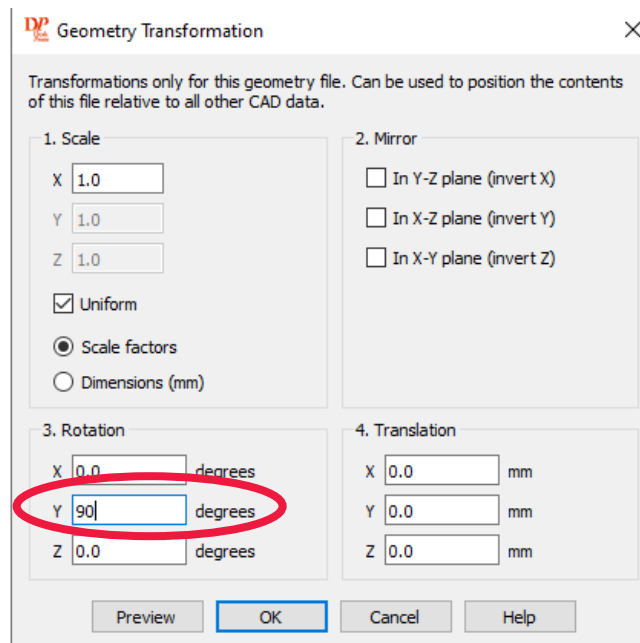 DP
Geometry Transformation
Transformations only for this geometry file. Can be used to position the contents
of this file relative to all other CAD data.
1. Scale
X 1.0
Y 1.0
Z 1.0
Uniform
Scale factors
Dimensions (mm)
2. Mirror
In Y-Z plane (invert X)
In X-Z plane (invert Y)
In X-Y plane (invert Z)
3. Rotation
X 0.0 degrees
Y 90 degrees
Z 0.0 degrees
4. Translation
X 0.0 mm
Y 0.0 mm
Z 0.0 mm
Preview OK Cancel Help